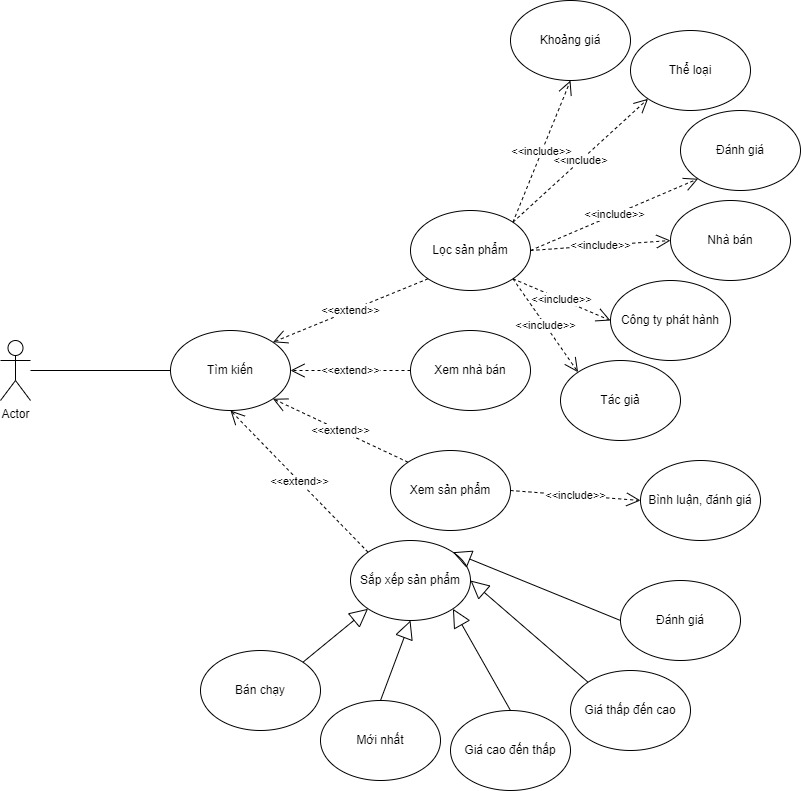 Khoảng giá
Thể loại
<<include>>
<<include>
Đánh giá
<<include>>
Nhà bán
Lọc sản phẩm
<<include>>
<<include>>
Công ty phát hành
<<extend>>
<<include>>
Tìm kiến
<<extend>>
Xem nhà bán
Tác giả
Actor
<<extend>>
<<extend>>
Xem sản phẩm
<<include>>
Bình luận, đánh giá
Sắp xếp sản phẩm
Đánh giá
Bán chạy
Giá thấp đến cao
Mới nhất
Giá cao đến thấp